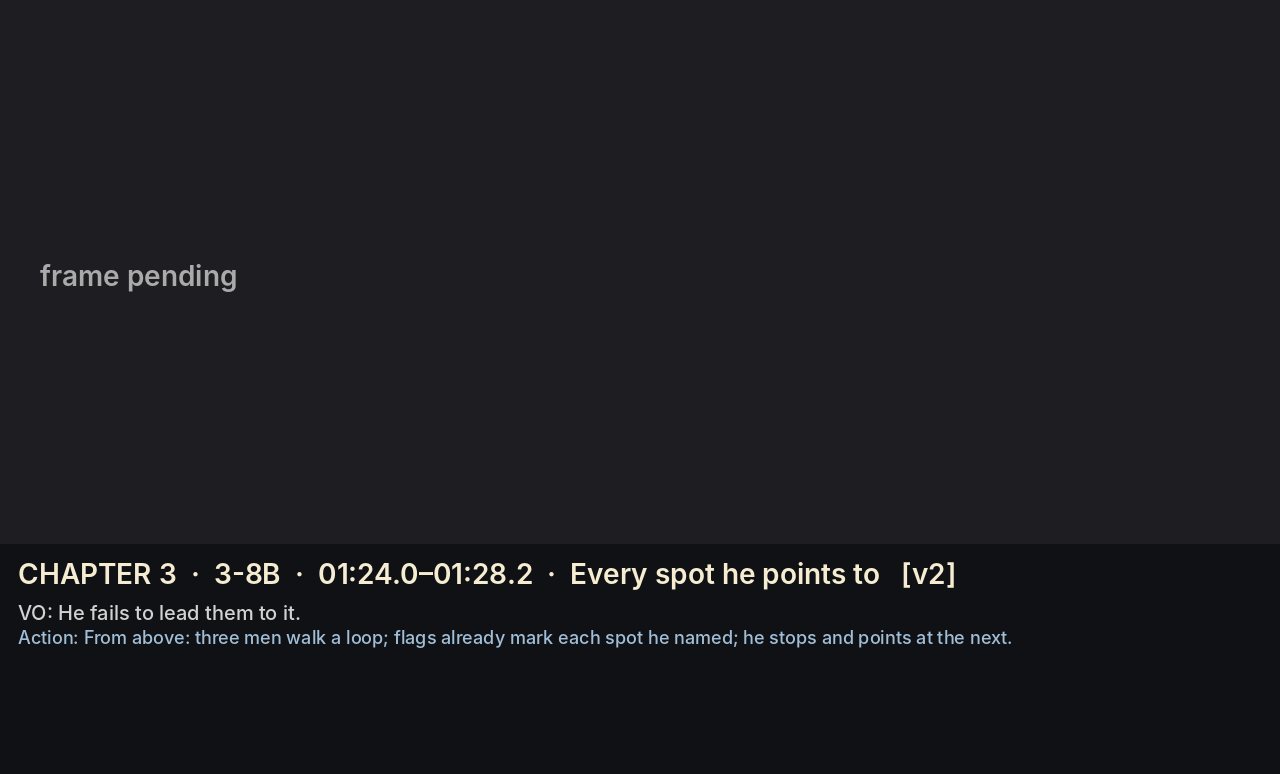 frame pending
CHAPTER 3 · 3-8B · 01:24.0–01:28.2 · Every spot he points to [v2]
VO: He fails to lead them to it.
Action: From above: three men walk a loop; flags already mark each spot he named; he stops and points at the next.